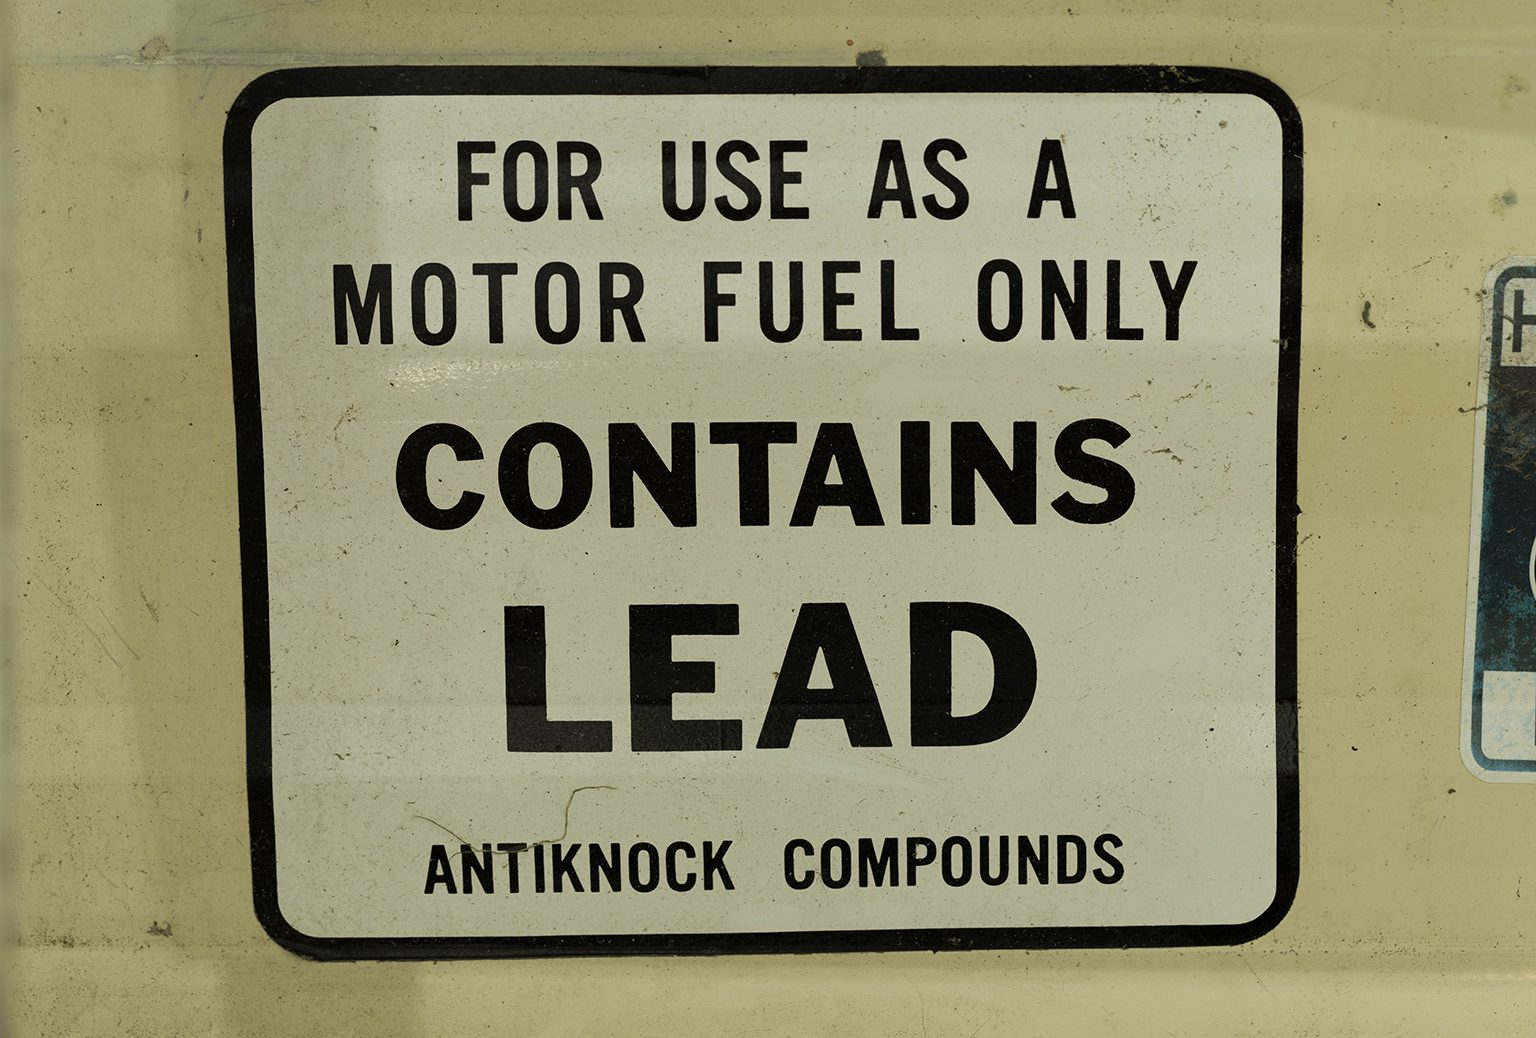 FOR USE AS A
MOTOR FUEL ONLY
CONTAINS
LEAD
ANTIKNOCK COMPOUNDS